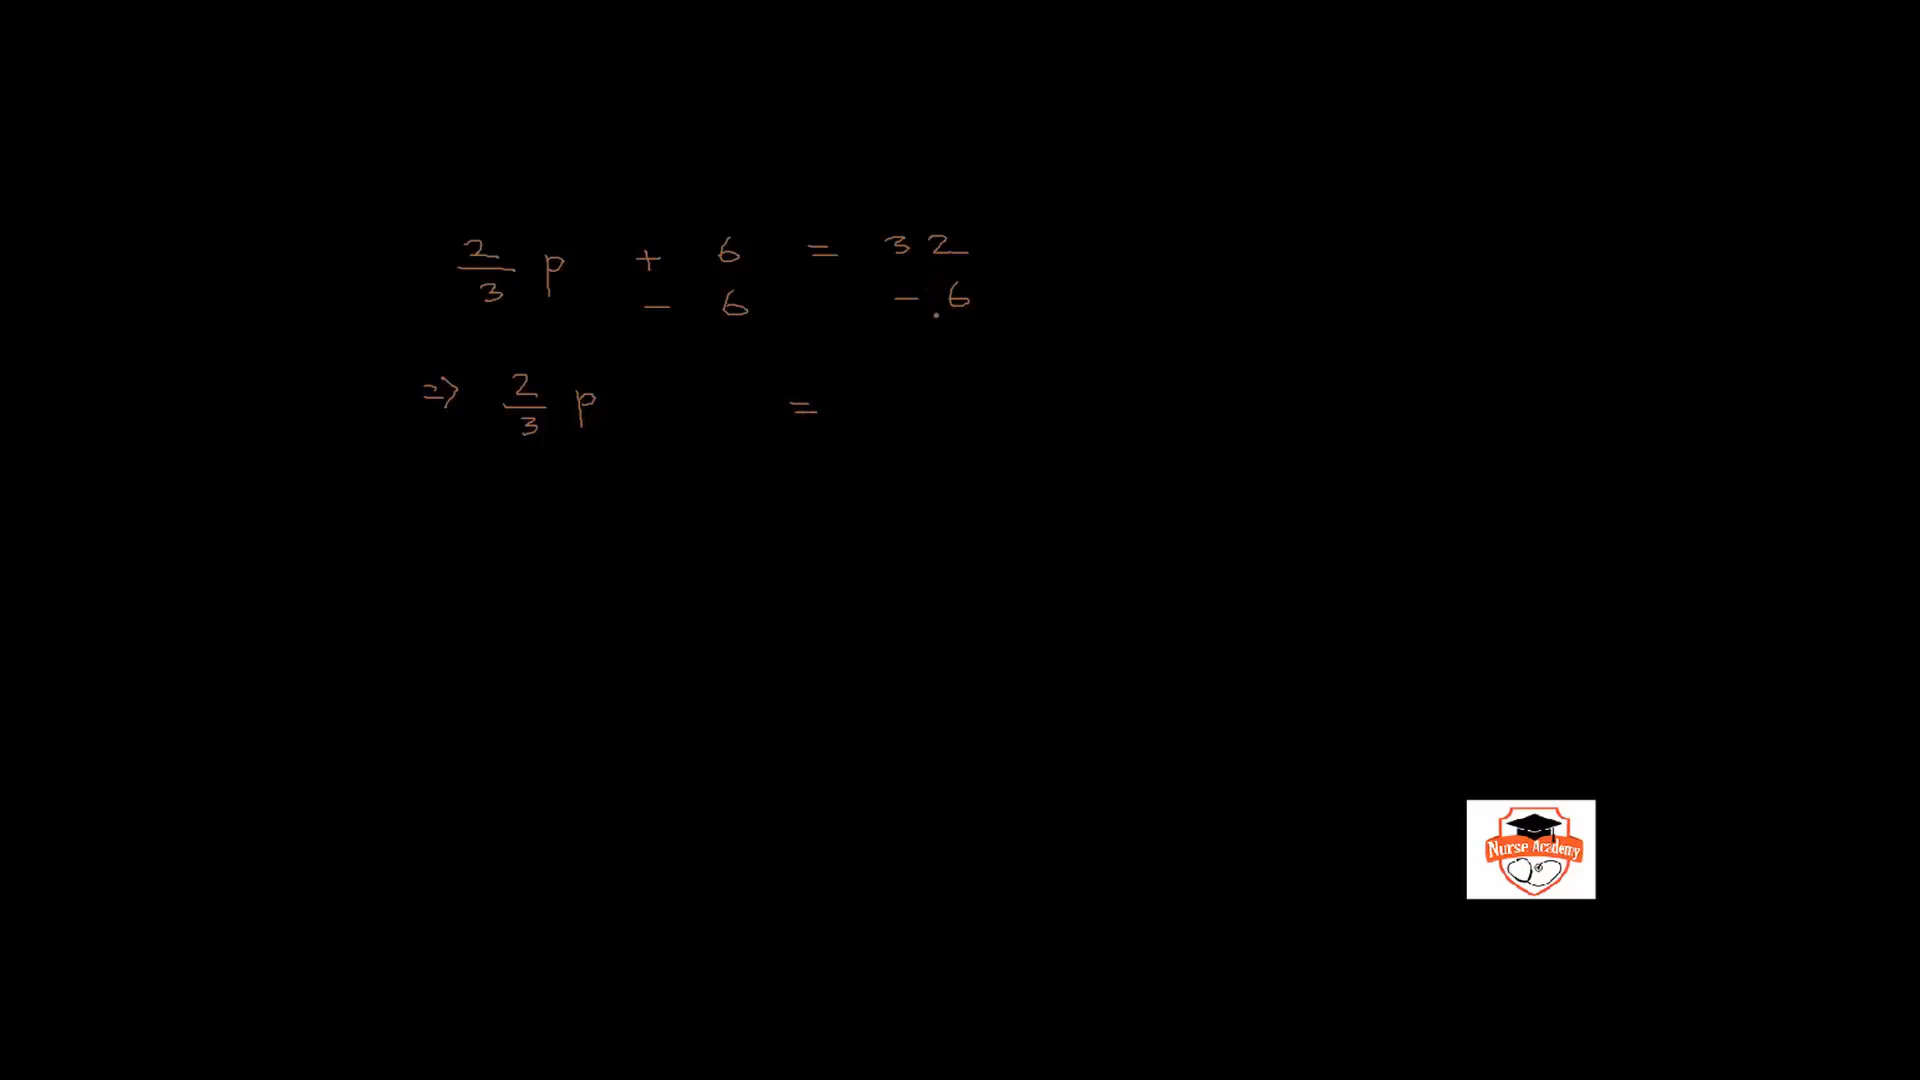 2/3 p + 6 = 32
- 6 - 6
=> 2/3 p =
Nurse Academy